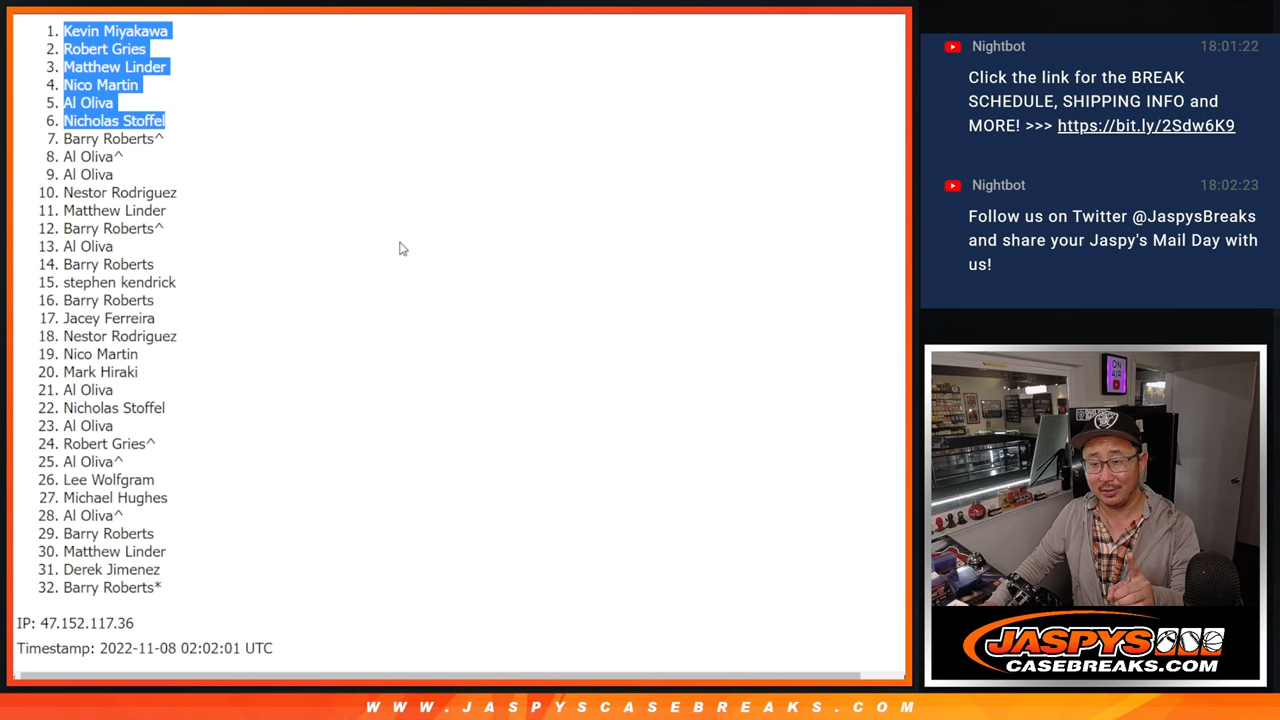 1. Kevin Miyakawa
2. Robert Gries
3. Matthew Linder
4. Nico Martin
5. Al Oliva
6. Nicholas Stoffel
7. Barry Roberts^
8. Al Oliva^
9. Al Oliva
10. Nestor Rodriguez
11. Matthew Linder
12. Barry Roberts^
13. Al Oliva
14. Barry Roberts
15. stephen kendrick
16. Barry Roberts
17. Jacey Ferreira
18. Nestor Rodriguez
19. Nico Martin
20. Mark Hiraki
21. Al Oliva
22. Nicholas Stoffel
23. Al Oliva
24. Robert Gries^
25. Al Oliva^
26. Lee Wolfgram
27. Michael Hughes
28. Al Oliva^
29. Barry Roberts
30. Matthew Linder
31. Derek Jimenez
32. Barry Roberts*
IP: 47.152.117.36
Timestamp: 2022-11-08 02:02:01 UTC
Nightbot 18:01:22
Click the link for the BREAK
SCHEDULE, SHIPPING INFO and
MORE! >>> https://bit.ly/2Sdw6K9
Nightbot 18:02:23
Follow us on Twitter @JaspysBreaks
and share your Jaspy's Mail Day with
us!
ON
AIR
JASPYS
CASEBREAKS.COM
WWW.JASPYSCASEBREAKS.COM